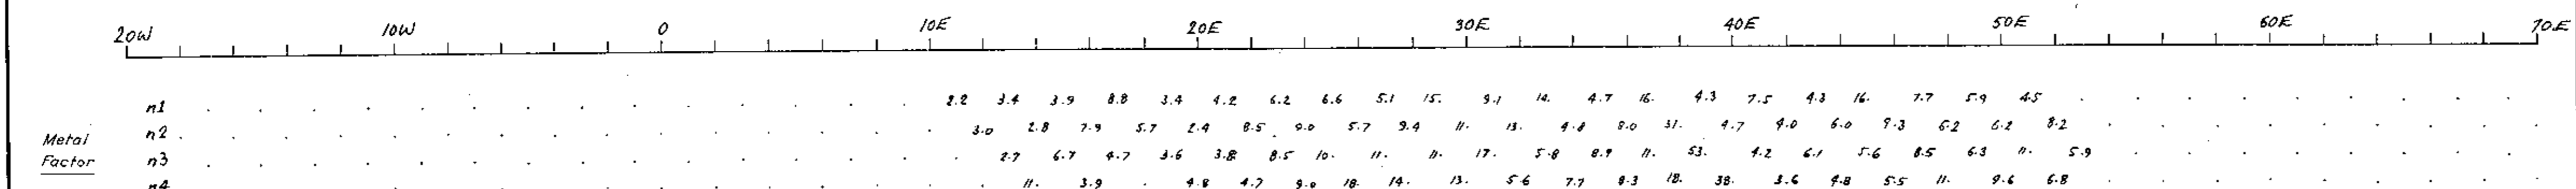 20W 10W 0 10E 20E 30E 40E 50E 60E 70E
n1 2.2 3.4 3.9 8.8 3.4 4.2 6.2 6.6 5.1 15. 9.1 14. 4.7 16. 4.3 7.5 4.3 16. 7.7 5.9 4.5
Metal n2 3.0 2.8 7.9 5.7 2.4 8.5 9.0 5.7 9.4 11. 13. 4.8 8.0 31. 4.7 4.0 6.0 9.3 6.2 6.2 8.2
Factor n3 2.7 6.7 4.7 3.6 3.8 8.5 10. 11. 11. 17. 5.8 8.9 11. 53. 4.2 6.1 5.6 8.5 6.3 11. 5.9
n4 11. 3.9 4.8 4.7 9.0 18. 14. 13. 5.6 7.7 8.3 18. 38. 3.6 4.8 5.5 11. 9.6 6.8